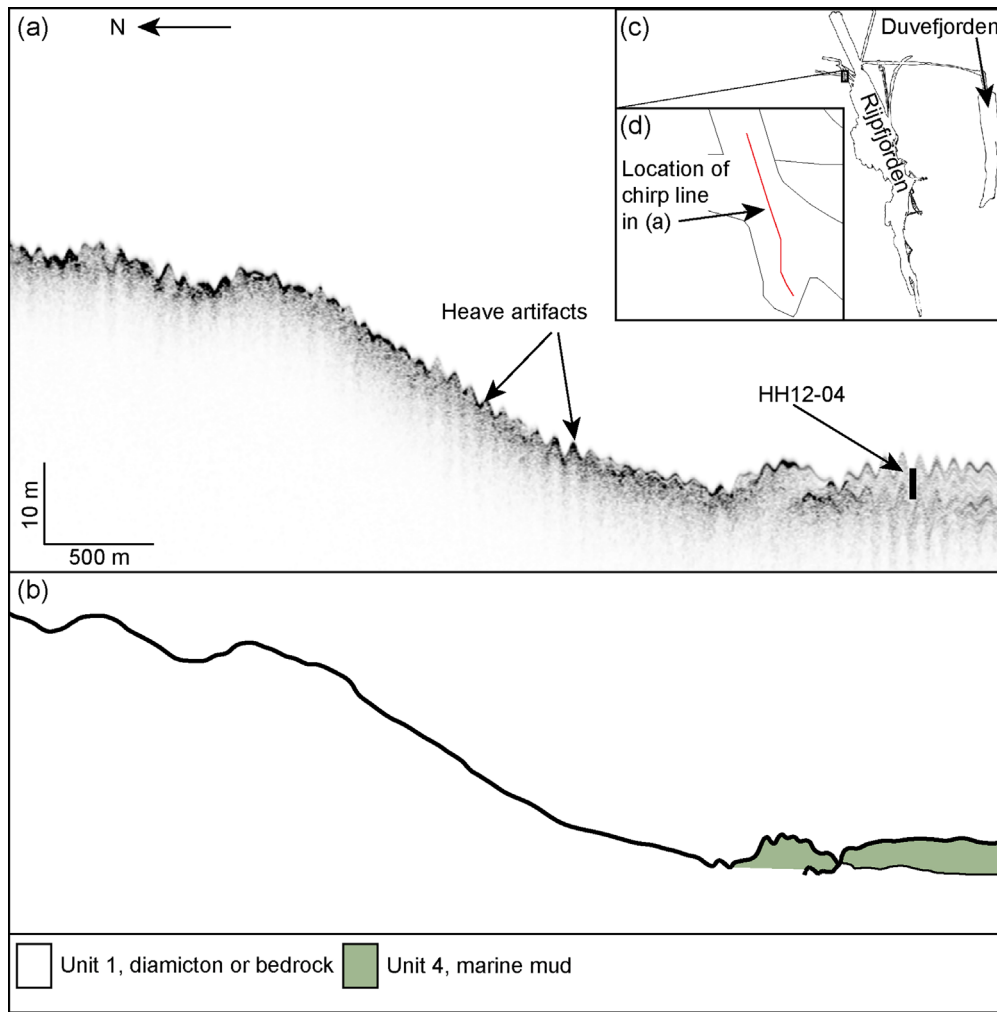 (a)
N
(c)
Duvefjorden
Rijpfjorden
(d)
Location of
chirp line
in (a)
Heave artifacts
HH12-04
10 m
500 m
(b)
Unit 1, diamicton or bedrock
Unit 4, marine mud